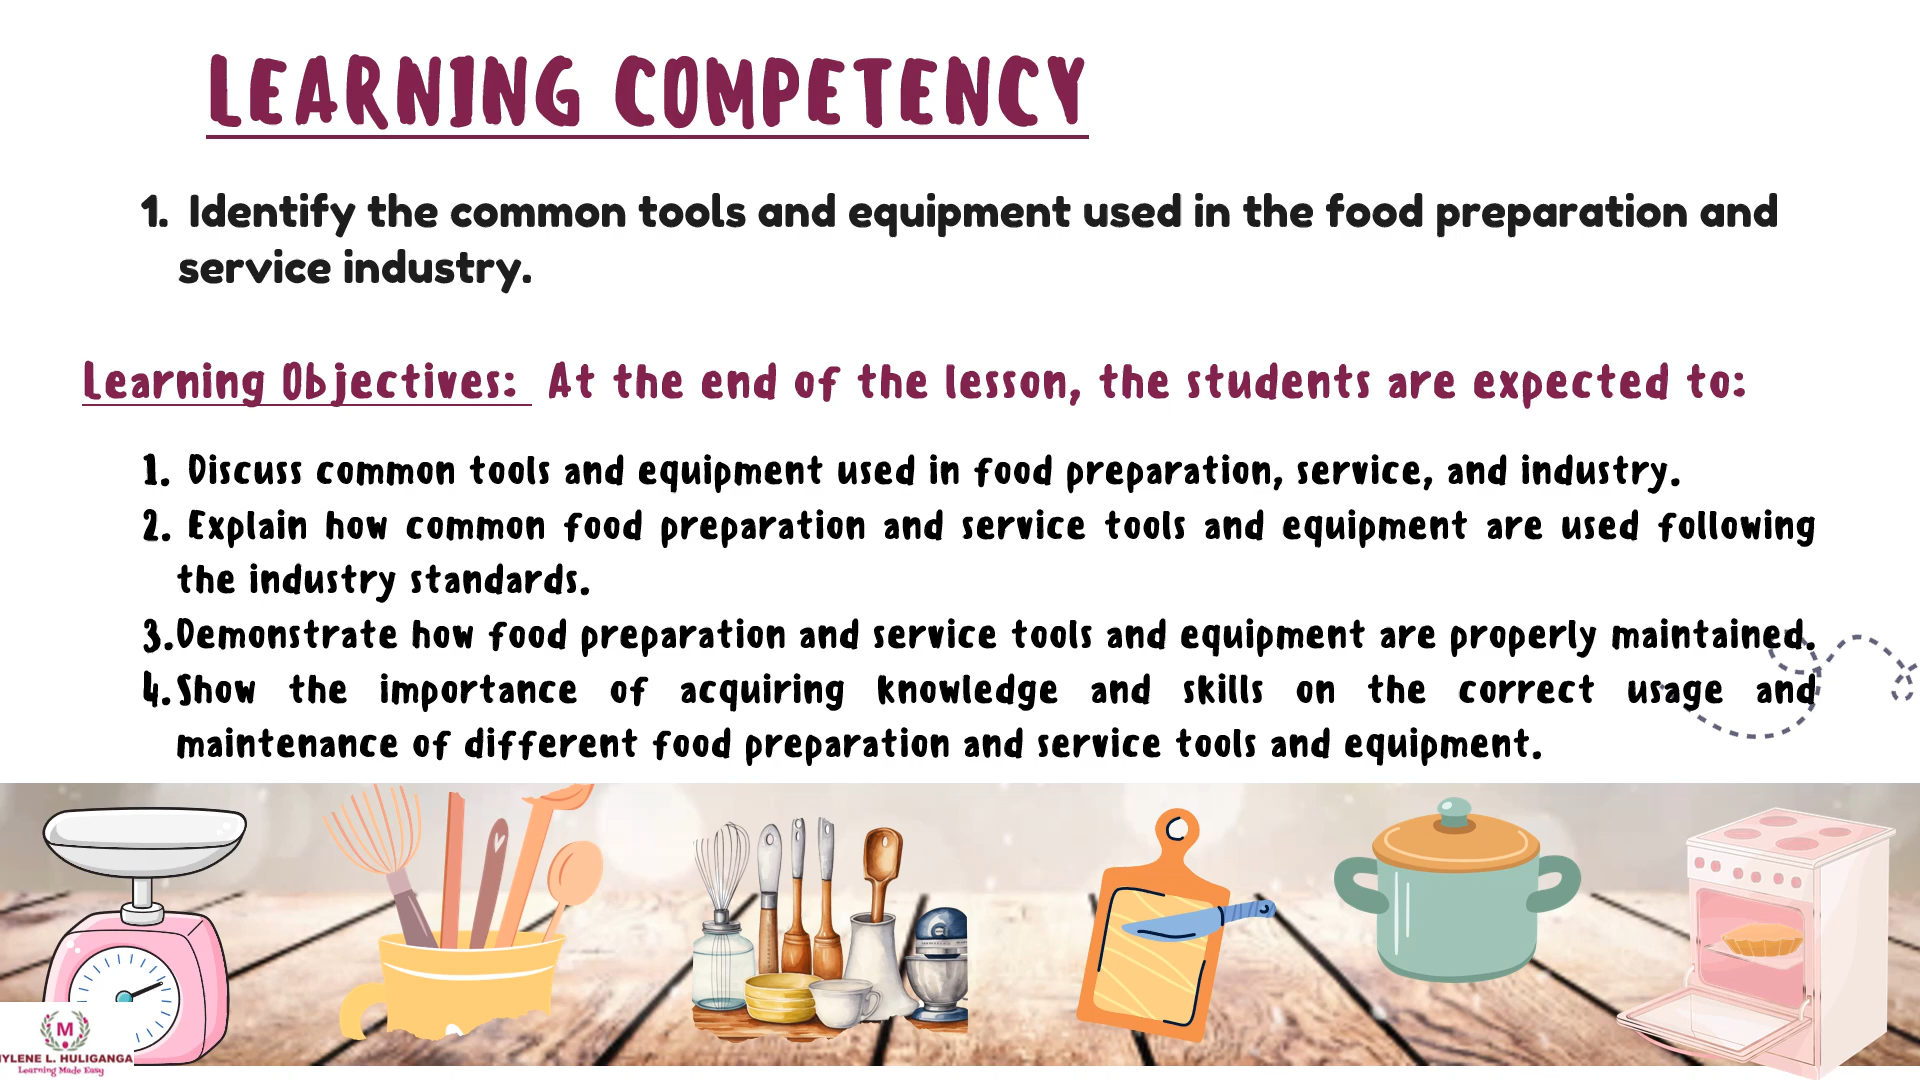 LEARNING COMPETENCY
1. Identify the common tools and equipment used in the food preparation and
service industry.
Learning Objectives: At the end of the lesson, the students are expected to:
1. Discuss common tools and equipment used in food preparation, service, and industry.
2. Explain how common food preparation and service tools and equipment are used following
the industry standards.
3.Demonstrate how food preparation and service tools and equipment are properly maintained.
4.Show the importance of acquiring knowledge and skills on the correct usage and
maintenance of different food preparation and service tools and equipment.
M
YLENE L. HULIGANGA
Learning Made Easy